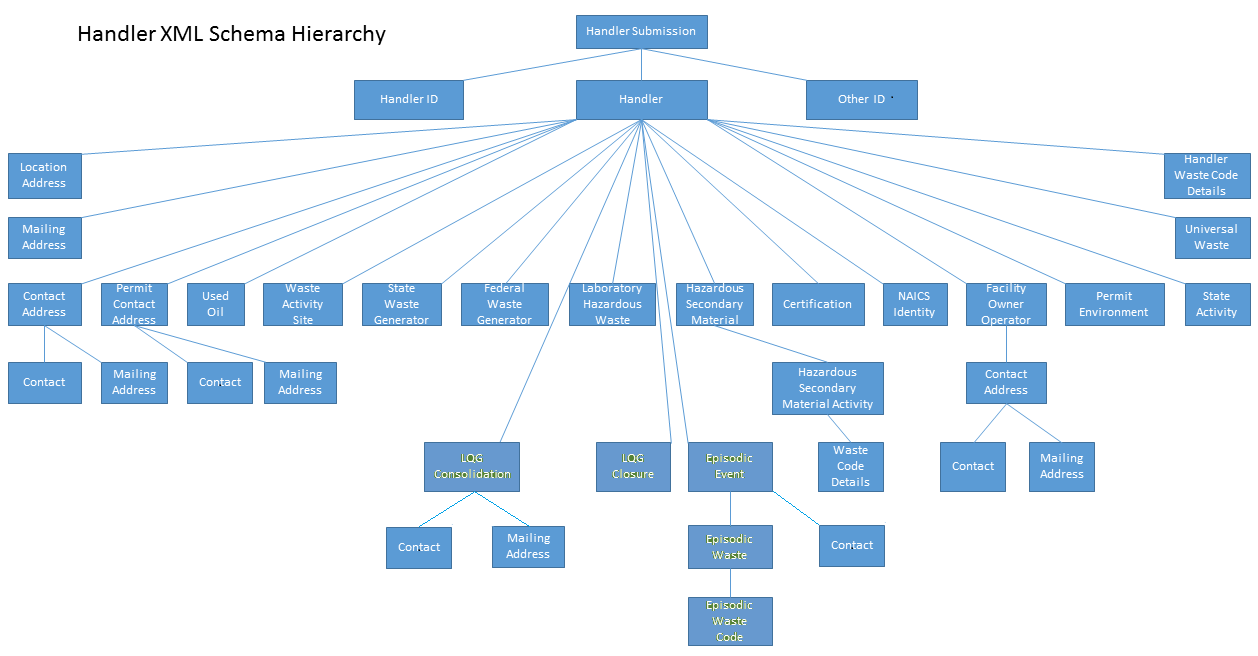 Handler XML Schema Hierarchy
Handler Submission
Handler ID
Handler
Other ID
Location
Address
Handler
Waste Code
Details
Mailing
Address
Universal
Waste
Contact
Address
Permit
Contact
Address
Used
Oil
Waste
Activity
Site
State
Waste
Generator
Federal
Waste
Generator
Laboratory
Hazardous
Waste
Hazardous
Secondary
Material
Certification
NAICS
Identity
Facility
Owner
Operator
Permit
Environment
State
Activity
Contact
Mailing
Address
Contact
Mailing
Address
Hazardous
Secondary
Material Activity
Contact
Address
LQG
Consolidation
LQG
Closure
Episodic
Event
Waste
Code
Details
Contact
Mailing
Address
Contact
Mailing
Address
Episodic
Waste
Contact
Episodic
Waste
Code